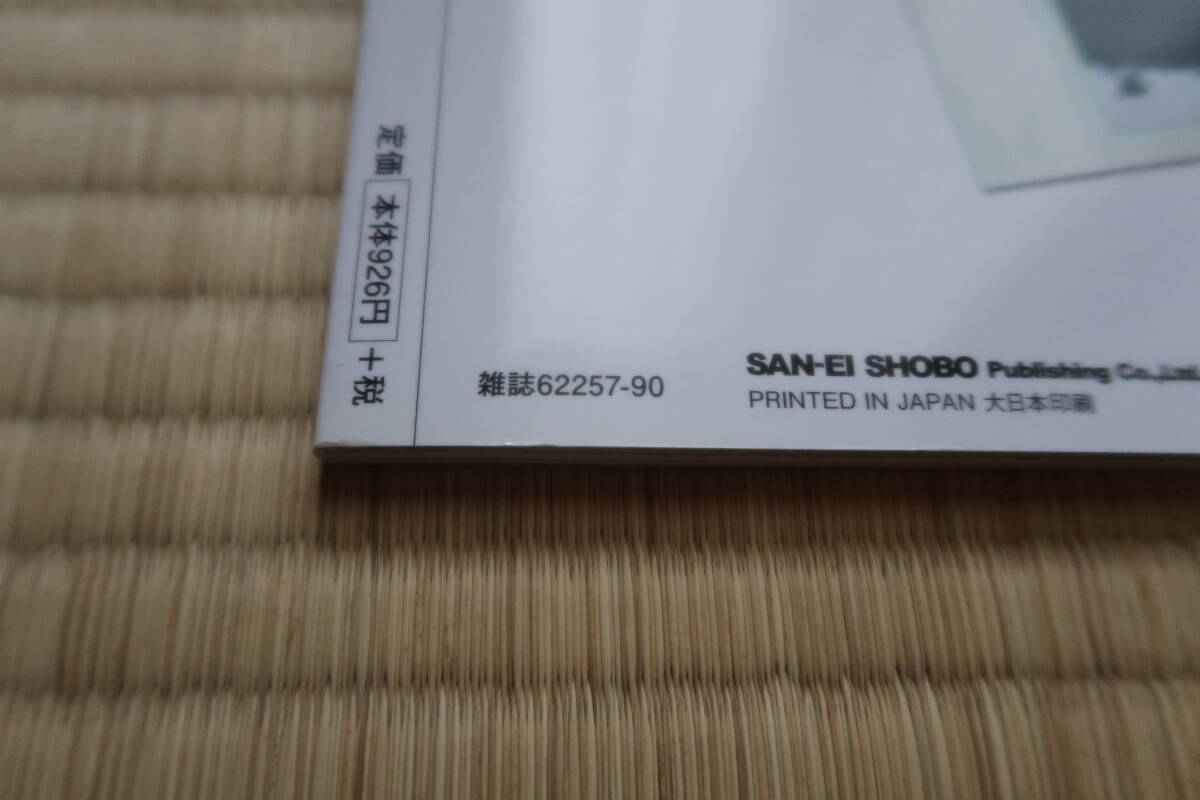 定価 本体926円 +税
雑誌62257-90
SAN-EI SHOBO Publishing Co.,Ltd.
PRINTED IN JAPAN 大日本印刷